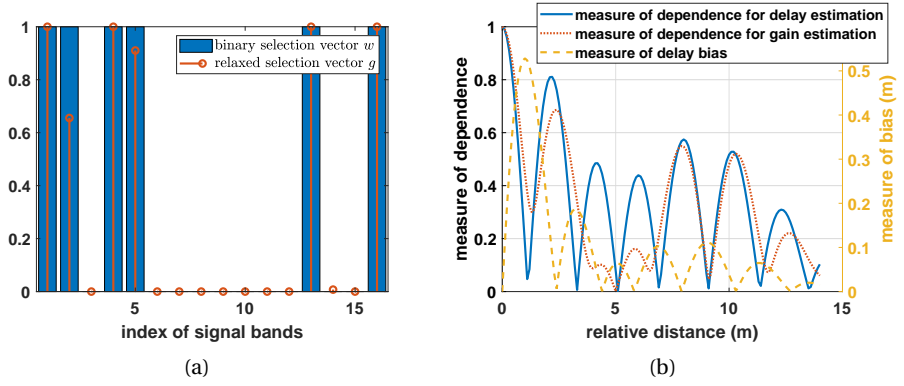 1
0.8
0.6
0.4
0.2
0
5
10
15
index of signal bands
binary selection vector w
relaxed selection vector g
(a)
measure of dependence for delay estimation
measure of dependence for gain estimation
measure of delay bias
measure of dependence
1
0.8
0.6
0.4
0.2
0
0
5
10
15
relative distance (m)
0.5
0.4
0.3
0.2
0.1
0
measure of bias (m)
(b)